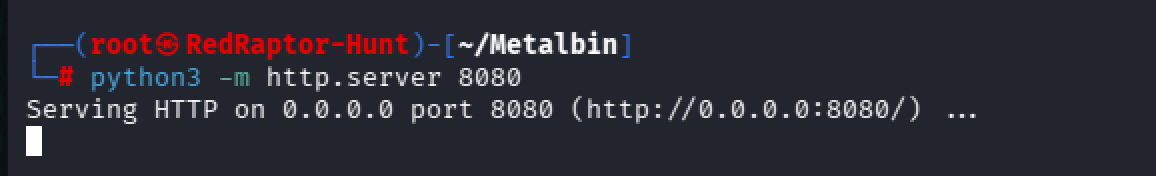 ┌──(root㉿RedRaptor-Hunt)-[~/Metalbin]
└─# python3 -m http.server 8080
Serving HTTP on 0.0.0.0 port 8080 (http://0.0.0.0:8080/) ...